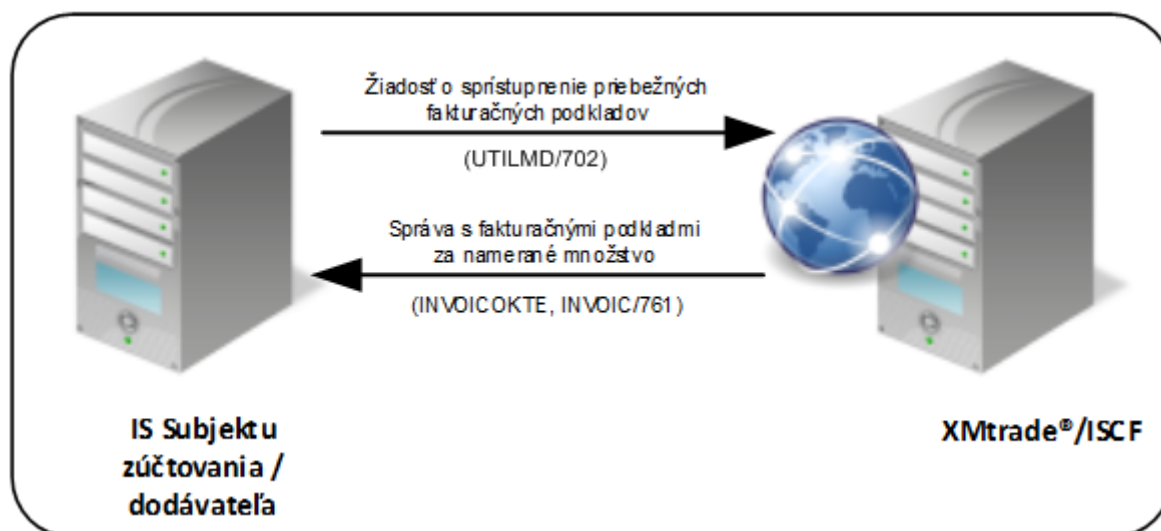 Žiadosť o sprístupnenie priebežných
fakturačných podkladov
(UTILMD/702)
Správa s fakturačnými podkladmi
za namerané množstvo
(INVOICOKTE, INVOIC/761)
IS Subjektu
zúčtovania /
dodávateľa
XMtrade®/ISCF